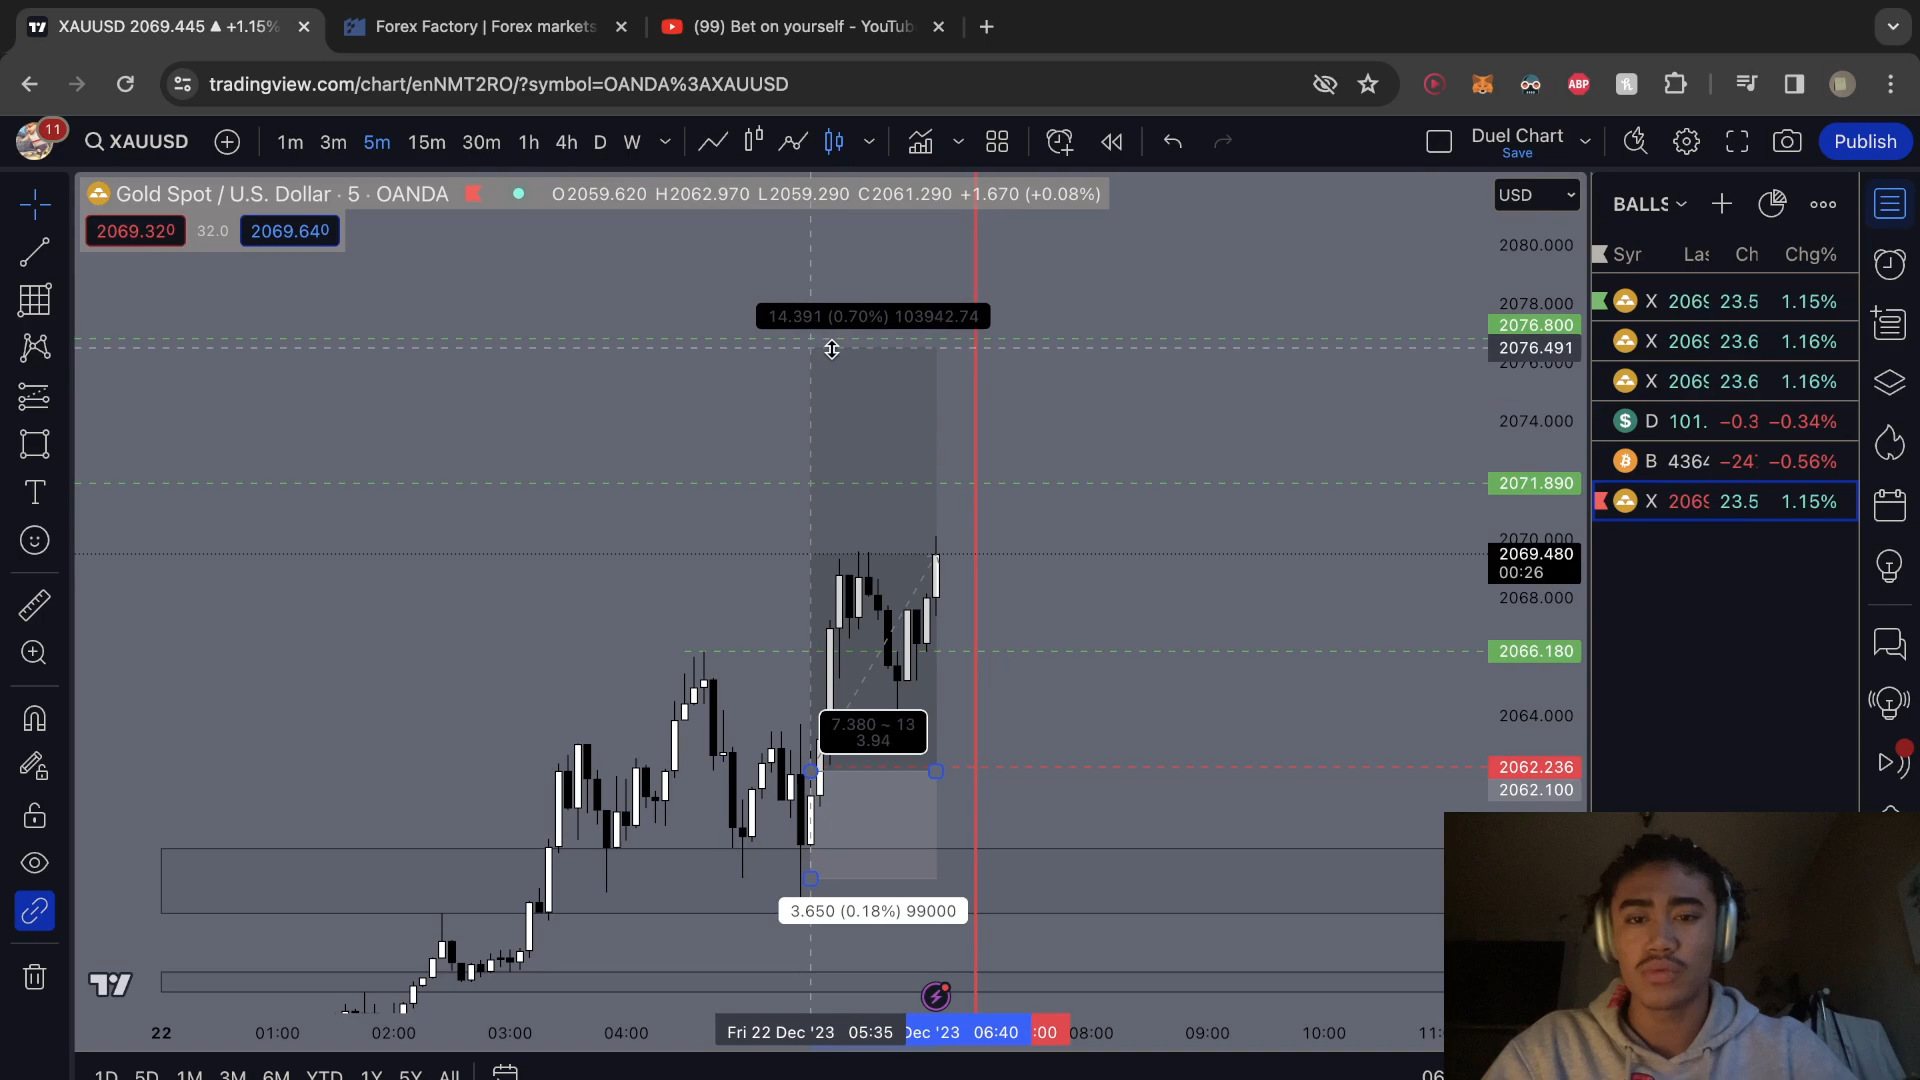 XAUUSD 2069.445 ▲ +1.15%
Forex Factory | Forex markets
(99) Bet on yourself - YouTub
tradingview.com/chart/enNMT2RO/?symbol=OANDA%3AXAUUSD
ABP
11
XAUUSD
1m 3m 5m 15m 30m 1h 4h D W
Duel Chart
Save
Publish
Gold Spot / U.S. Dollar · 5 · OANDA
O2059.620 H2062.970 L2059.290 C2061.290 +1.670 (+0.08%)
2069.320 32.0 2069.640
USD
BALLS
Syr Las Ch Chg%
X 2069 23.5 1.15%
X 2069 23.6 1.16%
X 2069 23.6 1.16%
D 101. −0.3 −0.34%
B 4364 −24 −0.56%
X 2069 23.5 1.15%
2080.000
2078.000
2076.800
2076.491
2076.000
2074.000
2071.890
2070.000
2069.480
00:26
2068.000
2066.180
2064.000
2062.236
2062.100
14.391 (0.70%) 103942.74
7.380 ~ 13
3.94
3.650 (0.18%) 99000
22 01:00 02:00 03:00 04:00
Fri 22 Dec '23 05:35
Dec '23 06:40
:00
08:00 09:00 10:00 11:
1D 5D 1M 3M 6M YTD 1Y 5Y All
06